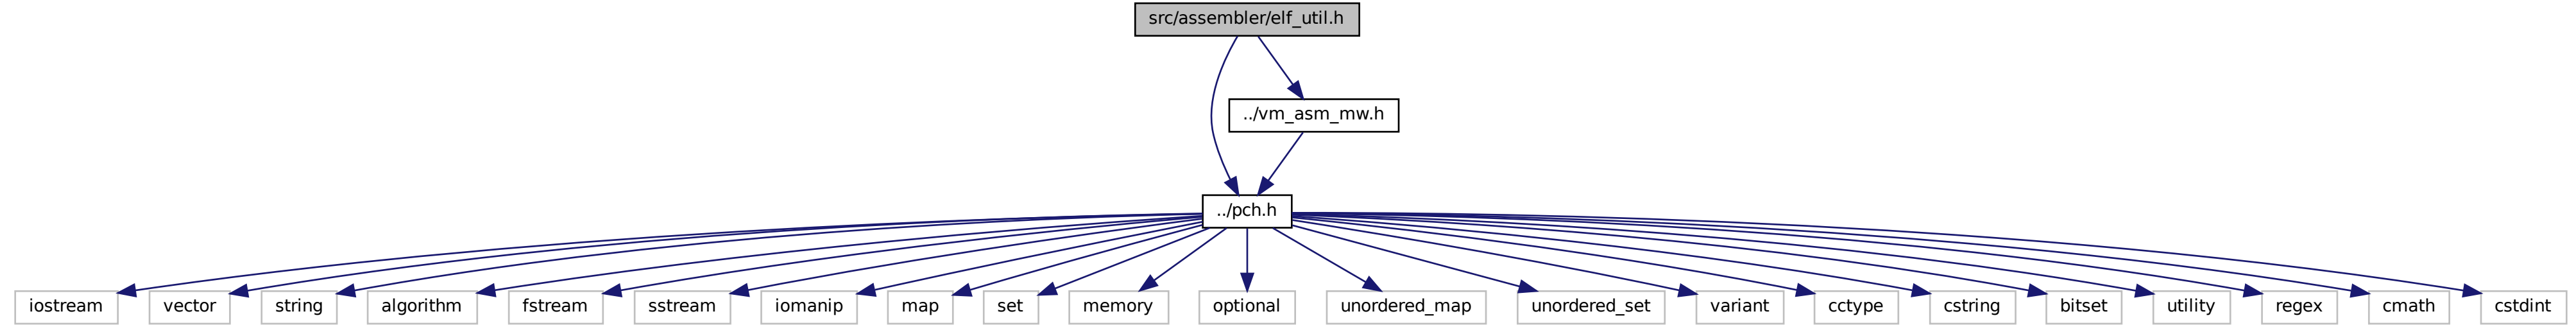 src/assembler/elf_util.h
../vm_asm_mw.h
../pch.h
iostream
vector
string
algorithm
fstream
sstream
iomanip
map
set
memory
optional
unordered_map
unordered_set
variant
cctype
cstring
bitset
utility
regex
cmath
cstdint